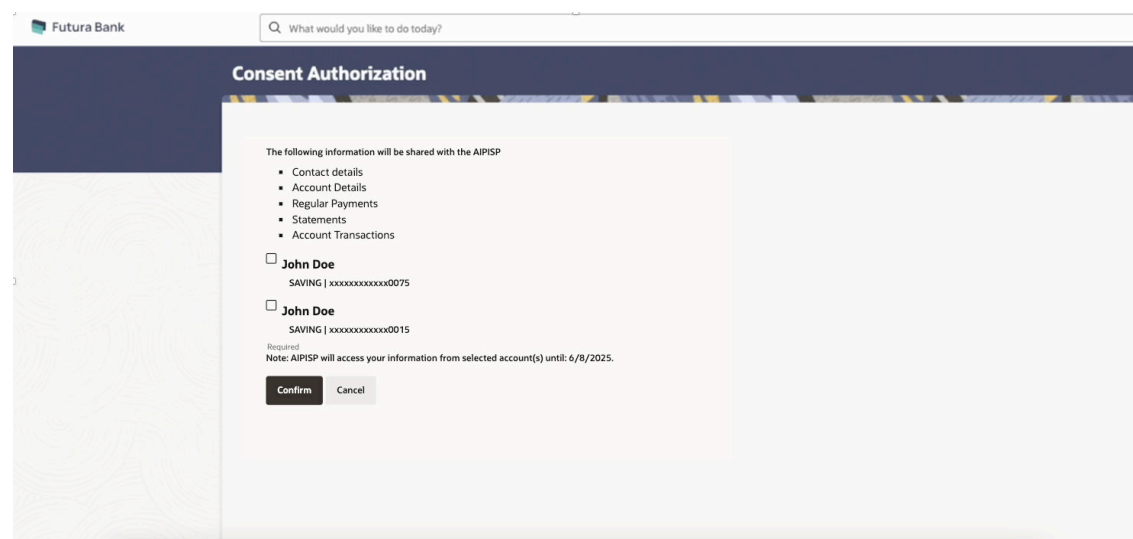 Futura Bank
What would you like to do today?
Consent Authorization
The following information will be shared with the AIPISP
Contact details
Account Details
Regular Payments
Statements
Account Transactions
John Doe
SAVING | xxxxxxxxxxxx0075
John Doe
SAVING | xxxxxxxxxxxx0015
Required
Note: AIPISP will access your information from selected account(s) until: 6/8/2025.
Confirm Cancel